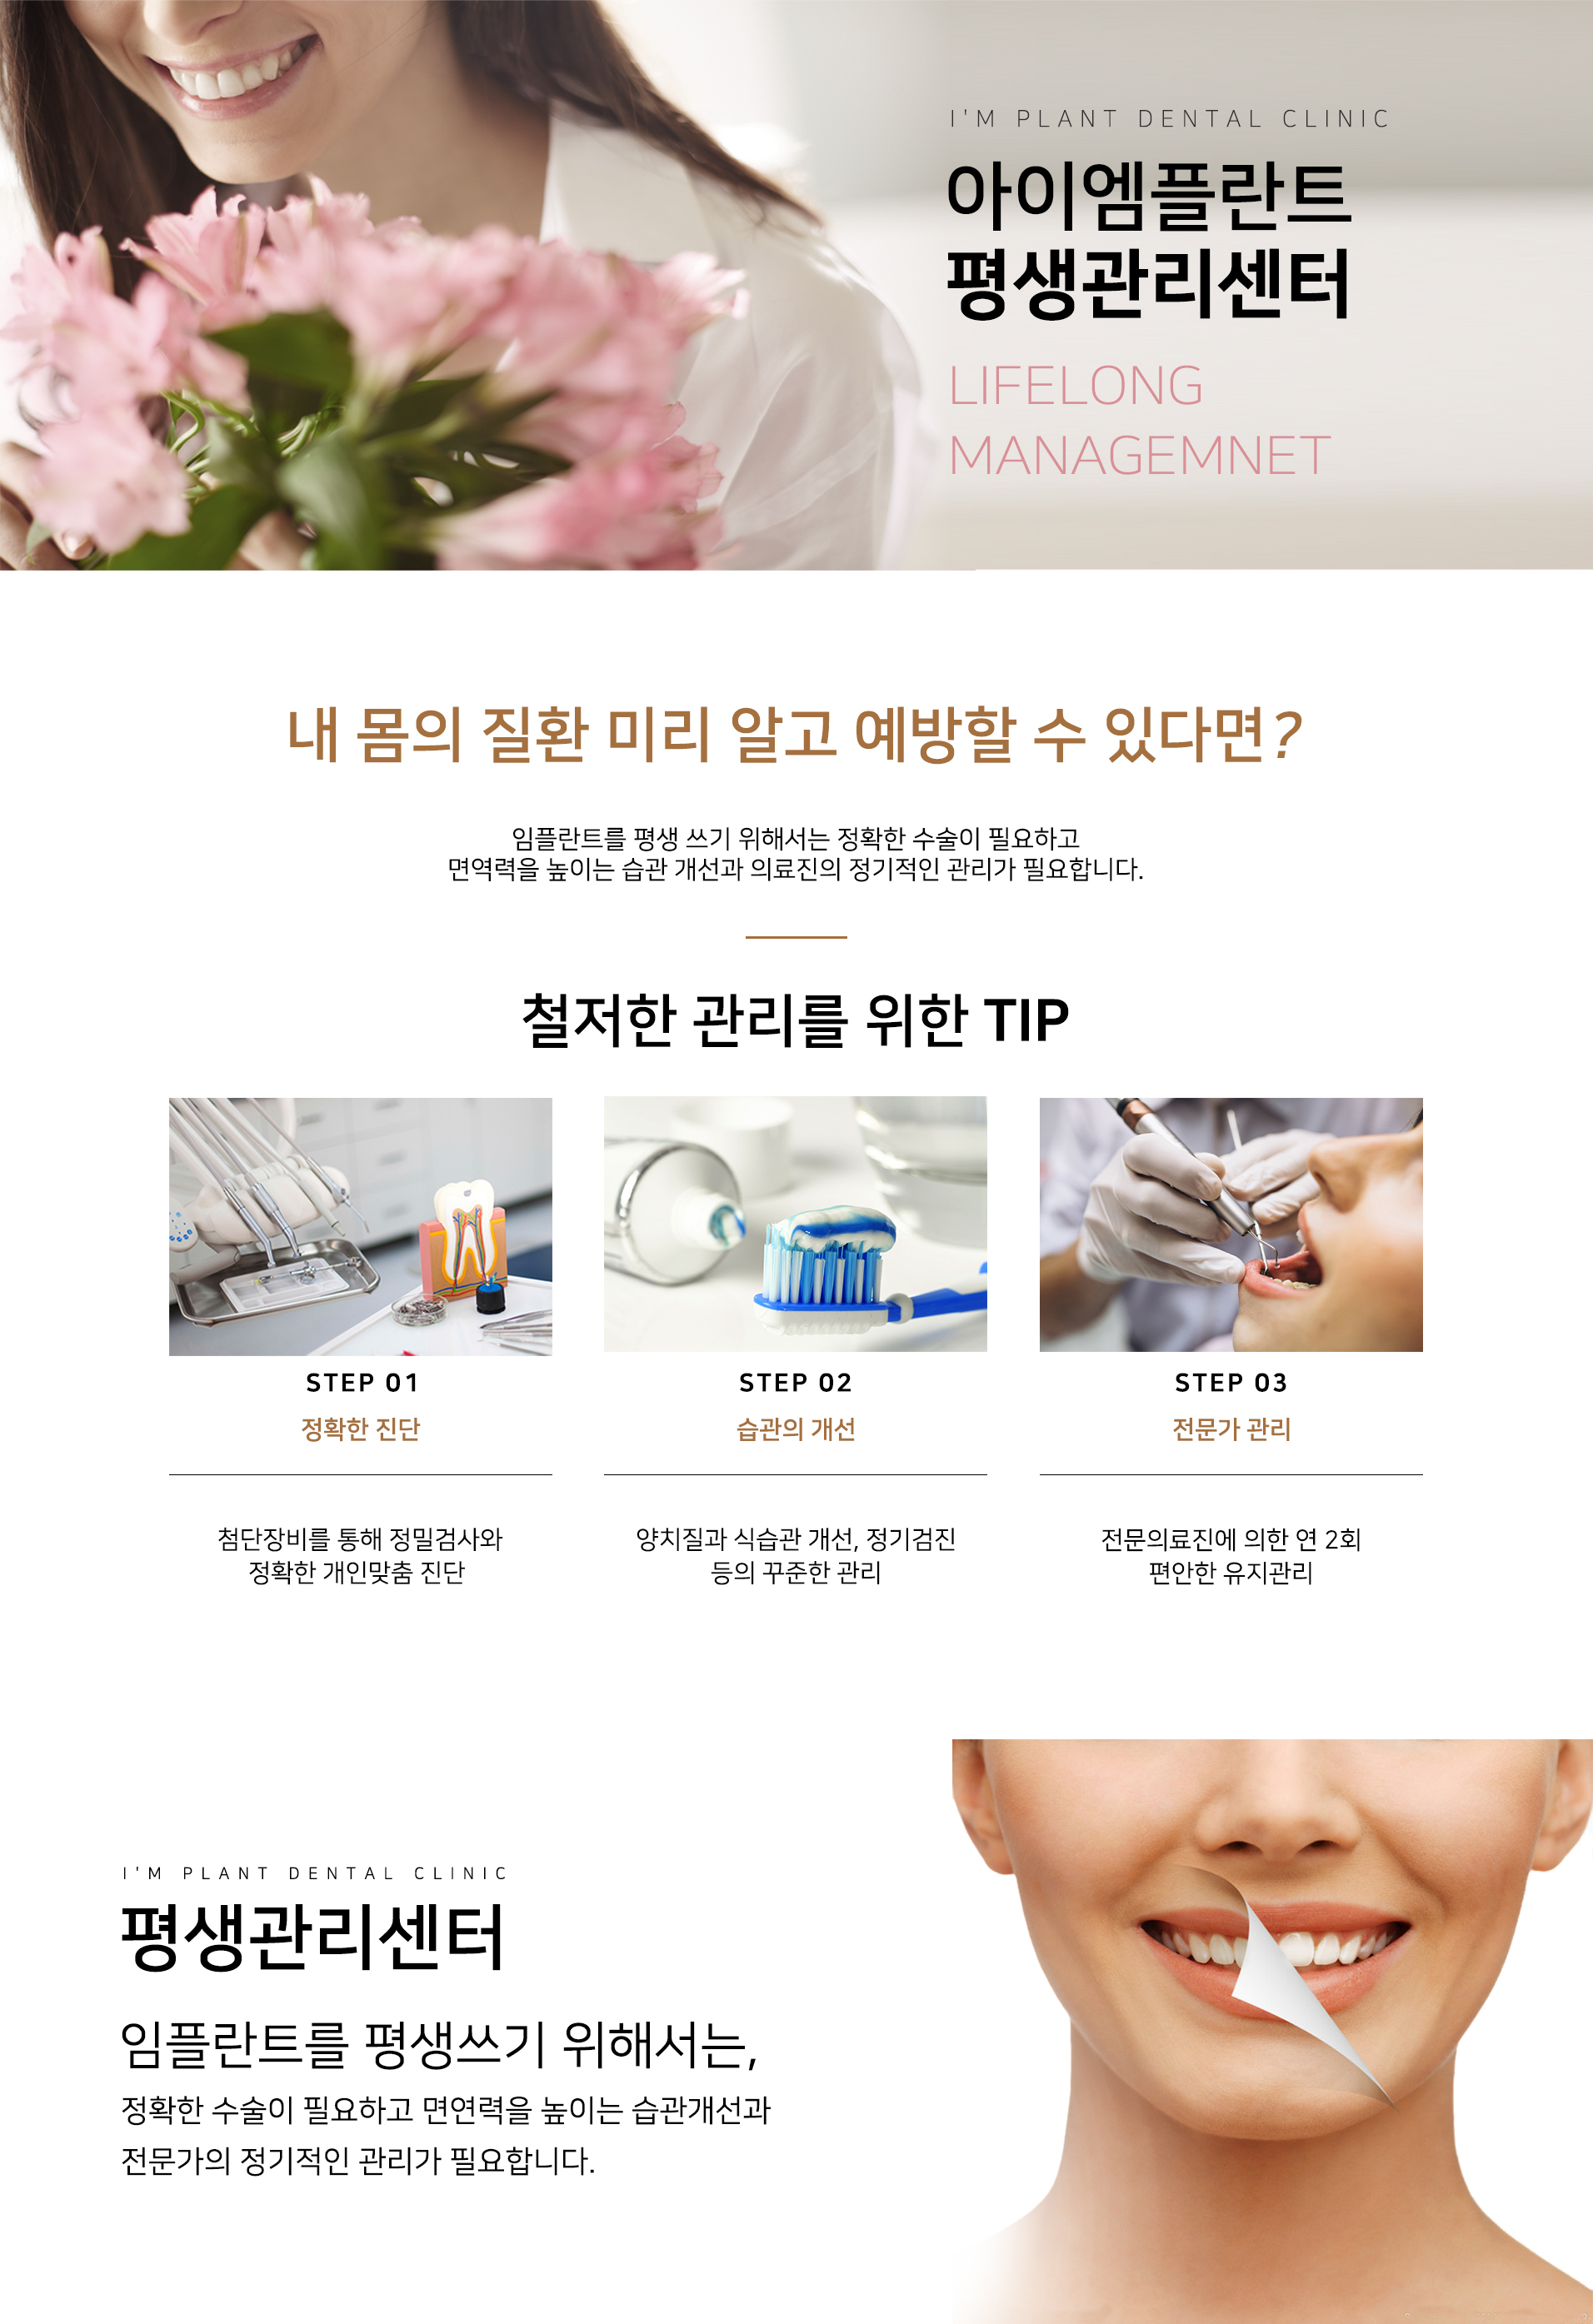 I'M PLANT DENTAL CLINIC
아이엠플란트
평생관리센터
LIFELONG
MANAGEMNET
내 몸의 질환 미리 알고 예방할 수 있다면?
임플란트를 평생 쓰기 위해서는 정확한 수술이 필요하고
면역력을 높이는 습관 개선과 의료진의 정기적인 관리가 필요합니다.
철저한 관리를 위한 TIP
STEP 01
정확한 진단
첨단장비를 통해 정밀검사와
정확한 개인맞춤 진단
STEP 02
습관의 개선
양치질과 식습관 개선, 정기검진
등의 꾸준한 관리
STEP 03
전문가 관리
전문의료진에 의한 연 2회
편안한 유지관리
I'M PLANT DENTAL CLINIC
평생관리센터
임플란트를 평생쓰기 위해서는,
정확한 수술이 필요하고 면연력을 높이는 습관개선과
전문가의 정기적인 관리가 필요합니다.